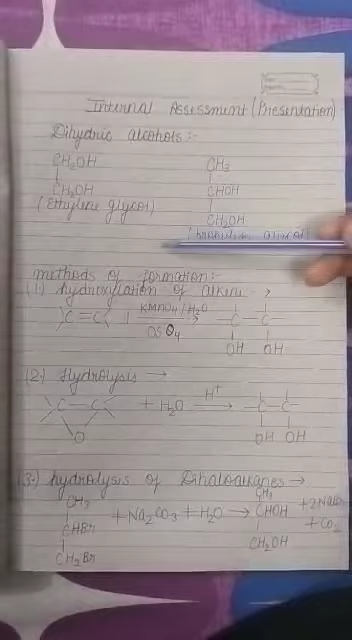 Internal Assessment (Presentation)
Dihydric alcohols:-
CH2OH CH3
CH2OH CHOH
(Ethylene glycol) CH2OH
methods of formation:-
(1) hydroxylation of alkene →
C=C KMNO4/H2O C-C
OSO4
OH OH
(2) Hydrolysis →
C-C + H2O H+ → C-C
O
OH OH
(3.) hydrolysis of Dihaloalkanes →
CH3 CH3
CHBr + Na2CO3 + H2O → CHOH
CH2Br CH2OH + CO2